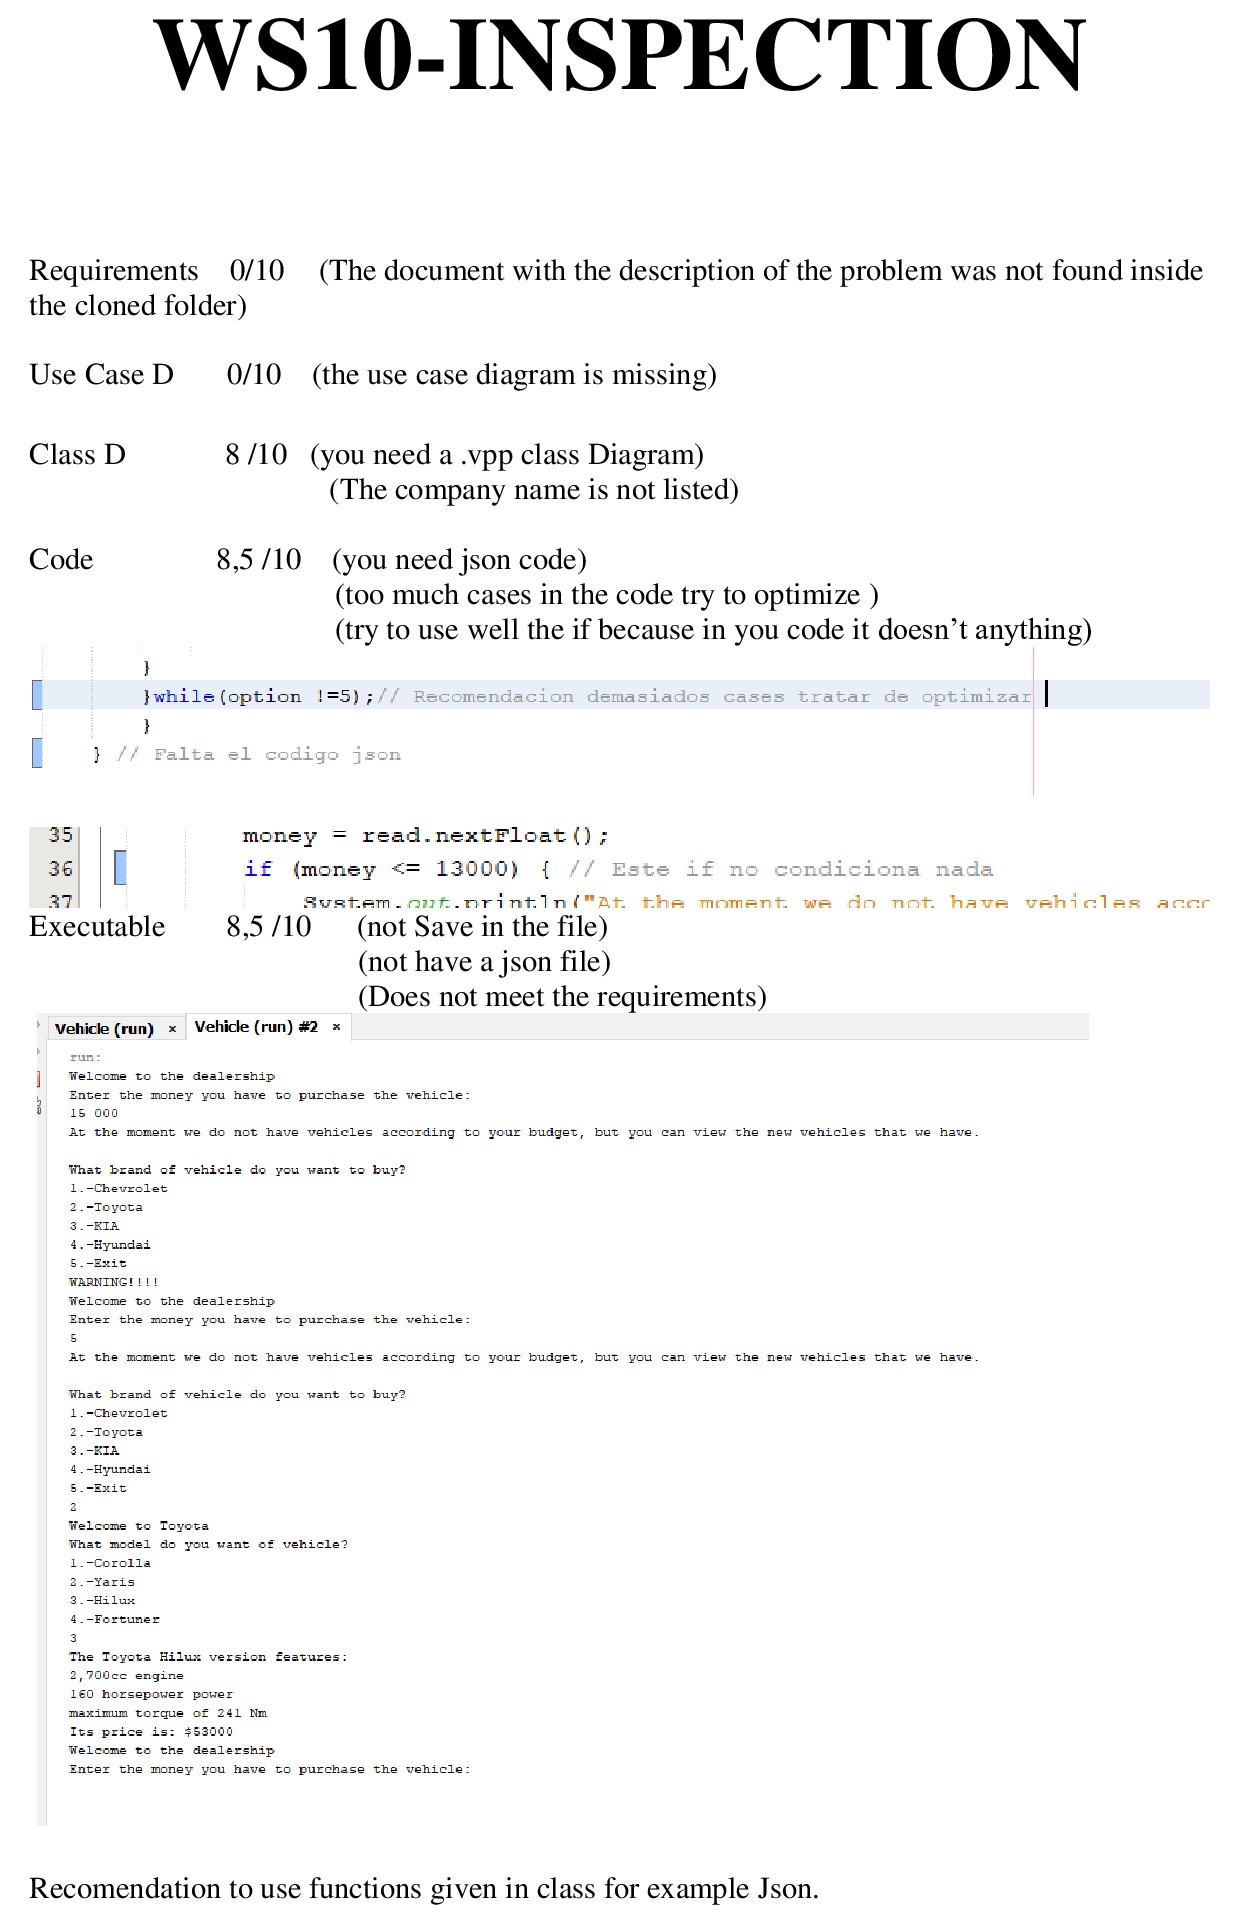 WS10-INSPECTION
Requirements 0/10 (The document with the description of the problem was not found inside
the cloned folder)
Use Case D 0/10 (the use case diagram is missing)
Class D 8 /10 (you need a .vpp class Diagram)
(The company name is not listed)
Code 8,5 /10 (you need json code)
(too much cases in the code try to optimize )
(try to use well the if because in you code it doesn't anything)
}
}while(option !=5);// Recomendacion demasiados cases tratar de optimizar
}
} // Falta el codigo json
35 money = read.nextFloat();
36 if (money <= 13000) { // Este if no condiciona nada
37 System.out.println("At the moment we do not have vehicles acco
Executable 8,5 /10 (not Save in the file)
(not have a json file)
(Does not meet the requirements)
Vehicle (run) × Vehicle (run) #2 ×
run:
Welcome to the dealership
Enter the money you have to purchase the vehicle:
15 000
At the moment we do not have vehicles according to your budget, but you can view the new vehicles that we have.
What brand of vehicle do you want to buy?
1.-Chevrolet
2.-Toyota
3.-KIA
4.-Hyundai
5.-Exit
WARNING!!!!
Welcome to the dealership
Enter the money you have to purchase the vehicle:
5
At the moment we do not have vehicles according to your budget, but you can view the new vehicles that we have.
What brand of vehicle do you want to buy?
1.-Chevrolet
2.-Toyota
3.-KIA
4.-Hyundai
5.-Exit
2
Welcome to Toyota
What model do you want of vehicle?
1.-Corolla
2.-Yaris
3.-Hilux
4.-Fortuner
3
The Toyota Hilux version features:
2,700cc engine
160 horsepower power
maximum torque of 241 Nm
Its price is: $53000
Welcome to the dealership
Enter the money you have to purchase the vehicle:
Recomendation to use functions given in class for example Json.